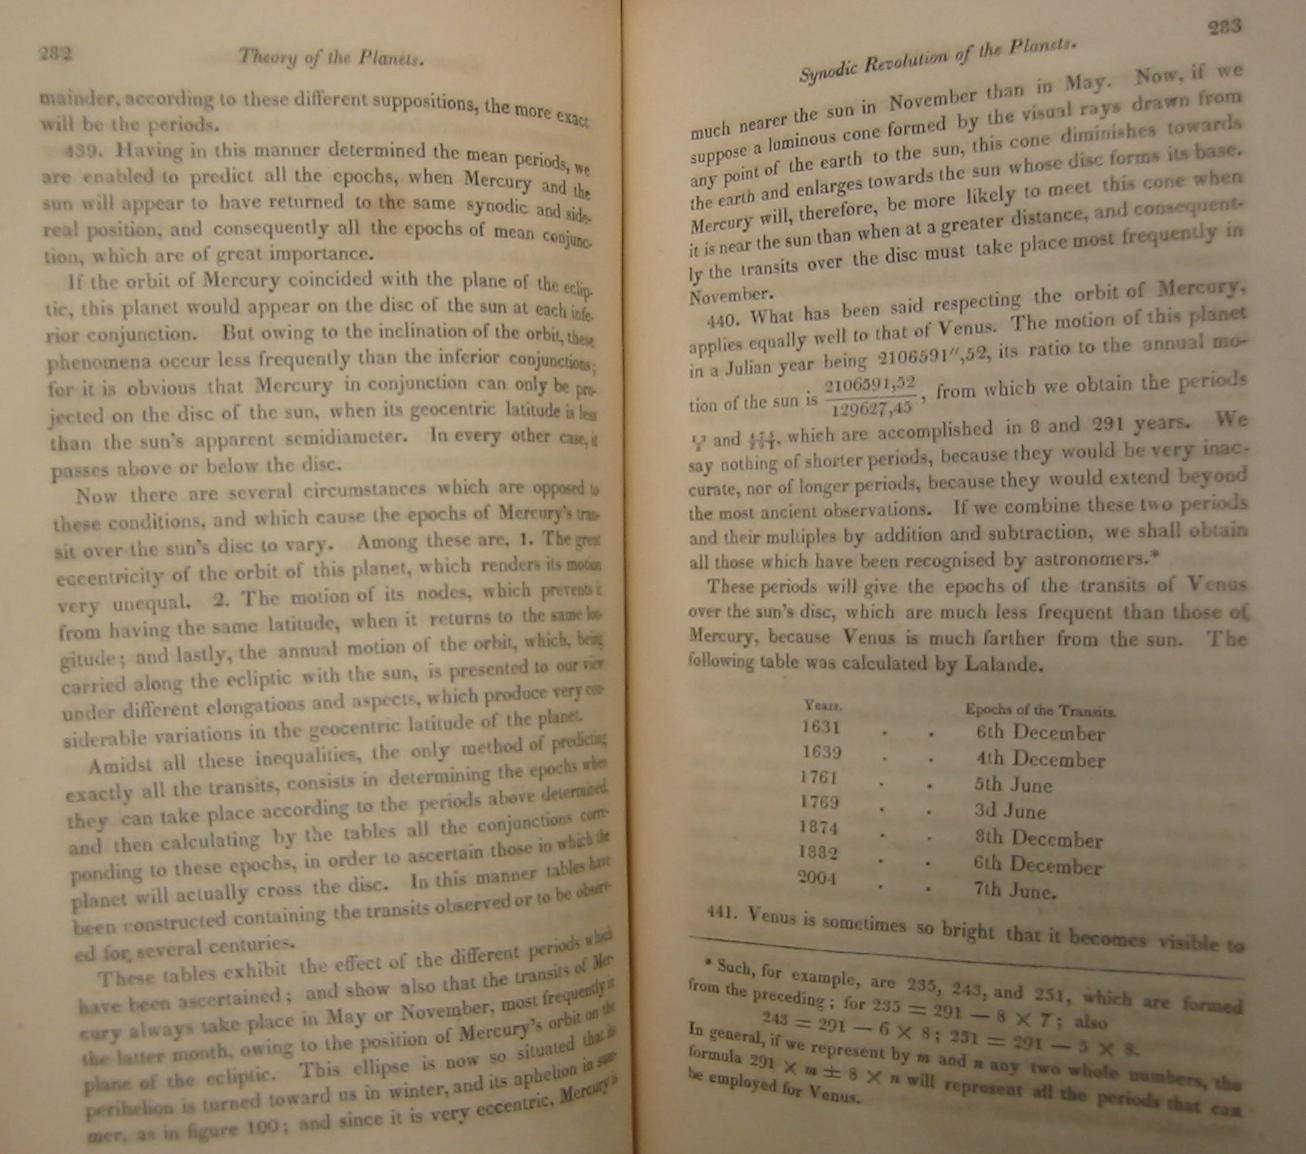 282
Theory of the Planets.
mainder, according to these different suppositions, the more exact
will be the periods.
439. Having in this manner determined the mean periods, we
are enabled to predict all the epochs, when Mercury and the
sun will appear to have returned to the same synodic and side-
real position, and consequently all the epochs of mean conjunc-
tion, which are of great importance.
If the orbit of Mercury coincided with the plane of the eclip-
tic, this planet would appear on the disc of the sun at each infe-
rior conjunction. But owing to the inclination of the orbit, these
phenomena occur less frequently than the inferior conjunctions;
for it is obvious that Mercury in conjunction can only be pro-
jected on the disc of the sun, when its geocentric latitude is less
than the sun's apparent semidiameter. In every other case, it
passes above or below the disc.
Now there are several circumstances which are opposed to
these conditions, and which cause the epochs of Mercury's tran-
sit over the sun's disc to vary. Among these are, 1. The great
eccentricity of the orbit of this planet, which renders its motion
very unequal. 2. The motion of its nodes, which prevents it
from having the same latitude, when it returns to the same lon-
gitude; and lastly, the annual motion of the orbit, which, being
carried along the ecliptic with the sun, is presented to our view
under different elongations and aspects, which produce very con-
siderable variations in the geocentric latitude of the planet.
Amidst all these inequalities, the only method of predicting
exactly all the transits, consists in determining the epochs when
they can take place according to the periods above determined,
and then calculating by the tables all the conjunctions corres-
ponding to these epochs, in order to ascertain those in which the
planet will actually cross the disc. In this manner tables have
been constructed containing the transits observed or to be observ-
ed for several centuries.
These tables exhibit the effect of the different periods which
have been ascertained; and show also that the transits of Mer-
cury always take place in May or November, most frequently in
the latter month, owing to the position of Mercury's orbit on the
plane of the ecliptic. This ellipse is now so situated that its
perihelion is turned toward us in winter, and its aphelion in sum-
mer, as in figure 100; and since it is very eccentric, Mercury is
Synodic Revolution of the Planets.
283
much nearer the sun in November than in May. Now, if we
suppose a luminous cone formed by the visual rays drawn from
any point of the earth to the sun, this cone diminishes towards
the earth and enlarges towards the sun whose disc forms its base.
Mercury will, therefore, be more likely to meet this cone when
it is near the sun than when at a greater distance, and consequent-
ly the transits over the disc must take place most frequently in
November.
440. What has been said respecting the orbit of Mercury,
applies equally well to that of Venus. The motion of this planet
in a Julian year being 2106591″,52, its ratio to the annual mo-
tion of the sun is 2106591,52/129627,45, from which we obtain the periods
and which are accomplished in 8 and 291 years. We
say nothing of shorter periods, because they would be very inac-
curate, nor of longer periods, because they would extend beyond
the most ancient observations. If we combine these two periods
and their multiples by addition and subtraction, we shall obtain
all those which have been recognised by astronomers.*
These periods will give the epochs of the transits of Venus
over the sun's disc, which are much less frequent than those of
Mercury, because Venus is much farther from the sun. The
following table was calculated by Lalande.
Years. Epochs of the Transits.
1631 . . 6th December
1639 . . 4th December
1761 . . 5th June
1769 . . 3d June
1874 . . 8th December
1882 . . 6th December
2004 . . 7th June.
441. Venus is sometimes so bright that it becomes visible to
* Such, for example, are 235, 243, and 251, which are formed
from the preceding; for 235 = 291 — 8 × 7; also
243 = 291 — 6 × 8; 251 = 291 — 5 × 8.
In general, if we represent by m and n any two whole numbers, the
formula 291 × m ± 8 × n will represent all the periods that can
be employed for Venus.